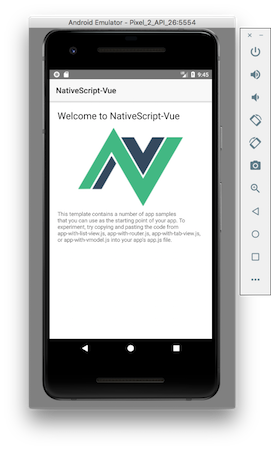 Android Emulator - Pixel_2_API_26:5554
9:45
NativeScript-Vue
Welcome to NativeScript-Vue
This template contains a number of app samples
that you can use as the starting point of your app. To
experiment, try copying and pasting the code from
app-with-list-view.js, app-with-router.js, app-with-tab-view.js,
or app-with-vmodel.js into your app's app.js file.